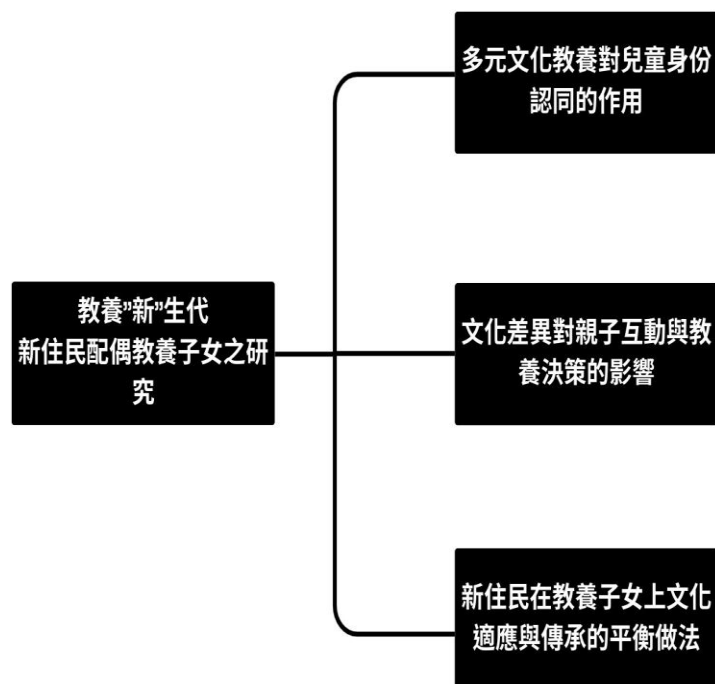 多元文化教養對兒童身份
認同的作用
教養”新”生代
新住民配偶教養子女之研
究
文化差異對親子互動與教
養決策的影響
新住民在教養子女上文化
適應與傳承的平衡做法